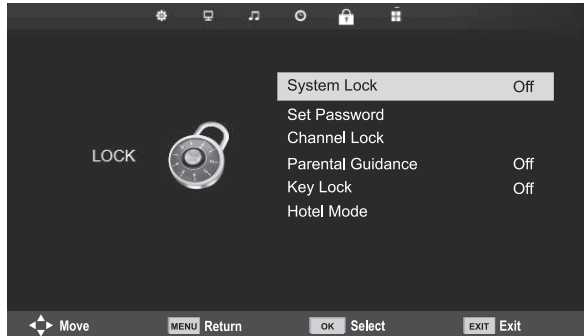 LOCK
System Lock Off
Set Password
Channel Lock
Parental Guidance Off
Key Lock Off
Hotel Mode
Move MENU Return OK Select EXIT Exit